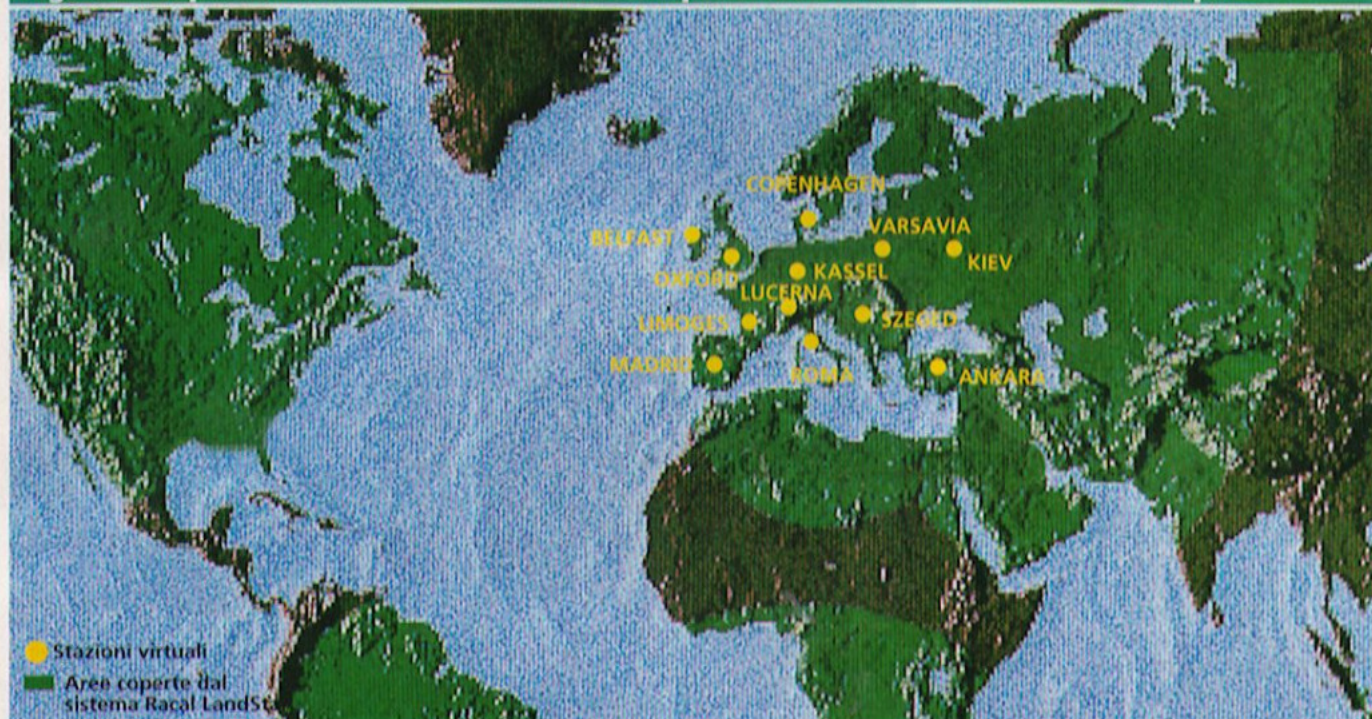 COPENHAGEN
VARSAVIA
BELFAST
KIEV
OXFORD
KASSEL
LUCERNA
LIMOGES
SZEGED
MADRID
ROMA
ANKARA
Stazioni virtuali
Aree coperte dal
sistema Racal